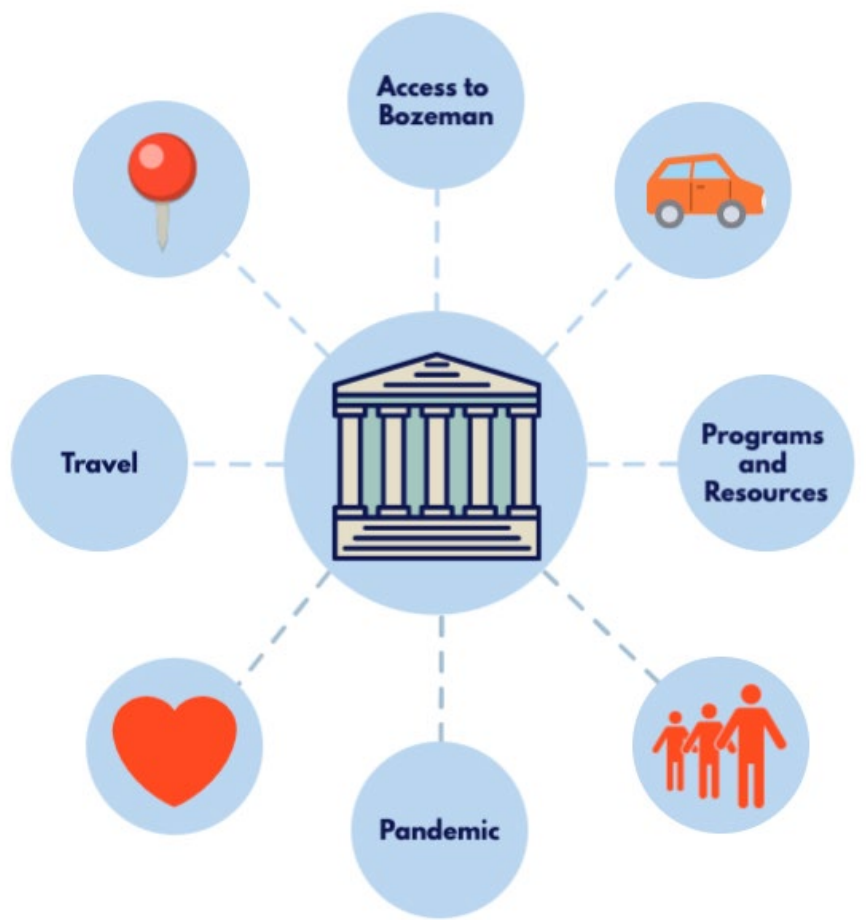 Access to
Bozeman
Travel
Programs
and
Resources
Pandemic